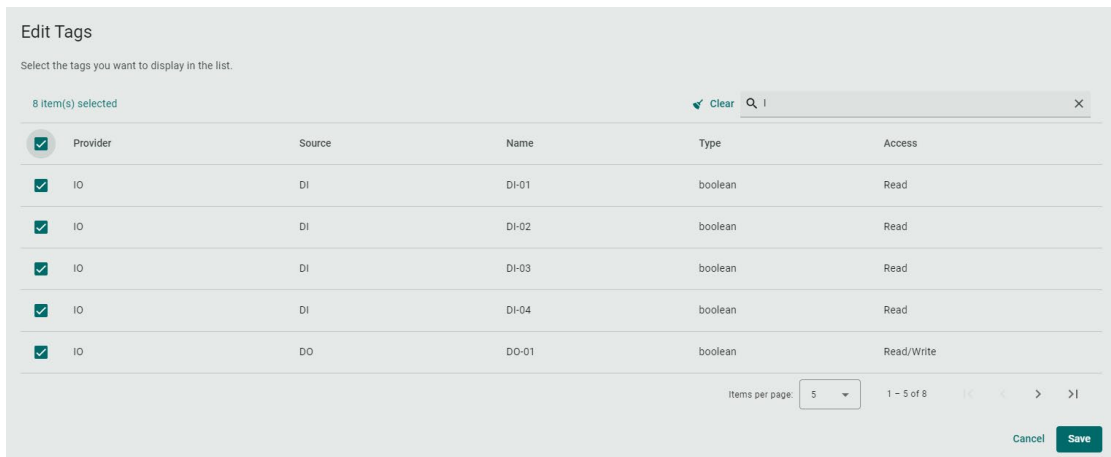 Edit Tags
Select the tags you want to display in the list.
8 item(s) selected Clear I
Provider Source Name Type Access
IO DI DI-01 boolean Read
IO DI DI-02 boolean Read
IO DI DI-03 boolean Read
IO DI DI-04 boolean Read
IO DO DO-01 boolean Read/Write
Items per page: 5 1 – 5 of 8
Cancel Save